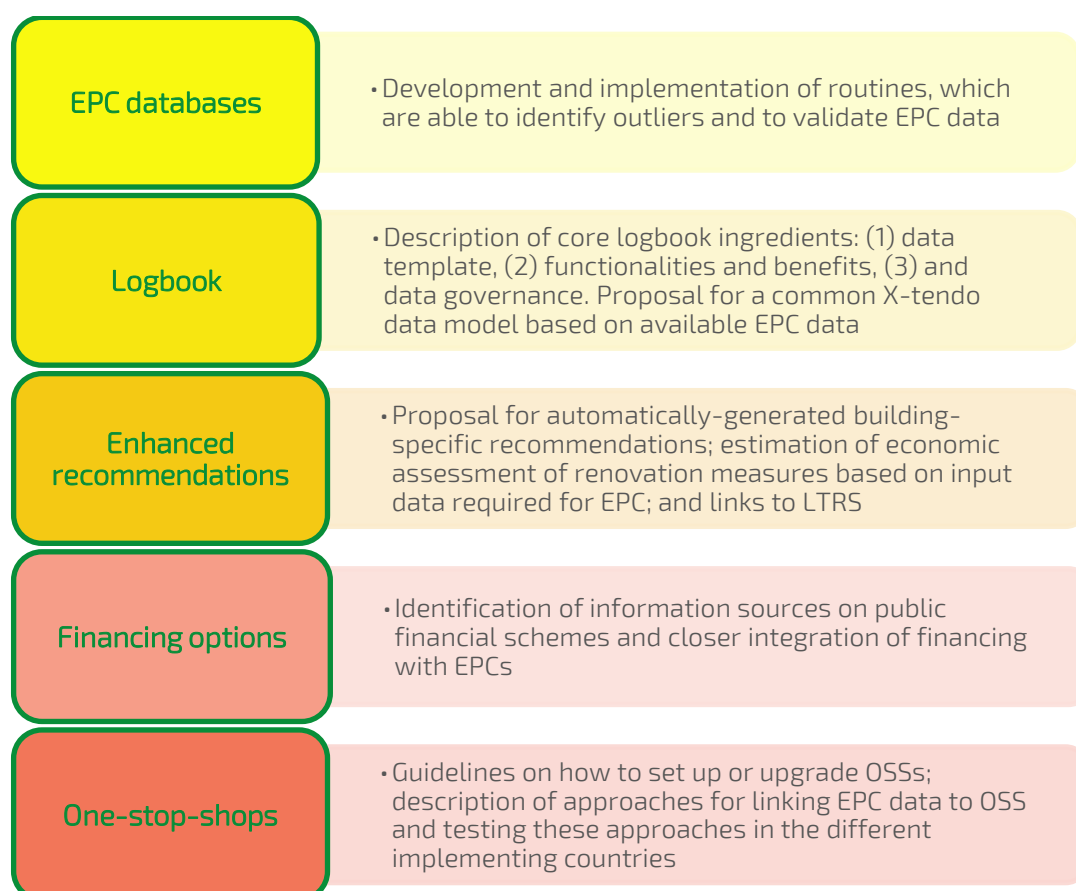 EPC databases
• Development and implementation of routines, which
are able to identify outliers and to validate EPC data
Logbook
• Description of core logbook ingredients: (1) data
template, (2) functionalities and benefits, (3) and
data governance. Proposal for a common X-tendo
data model based on available EPC data
Enhanced
recommendations
• Proposal for automatically-generated building-
specific recommendations; estimation of economic
assessment of renovation measures based on input
data required for EPC; and links to LTRS
Financing options
• Identification of information sources on public
financial schemes and closer integration of financing
with EPCs
One-stop-shops
• Guidelines on how to set up or upgrade OSSs;
description of approaches for linking EPC data to OSS
and testing these approaches in the different
implementing countries